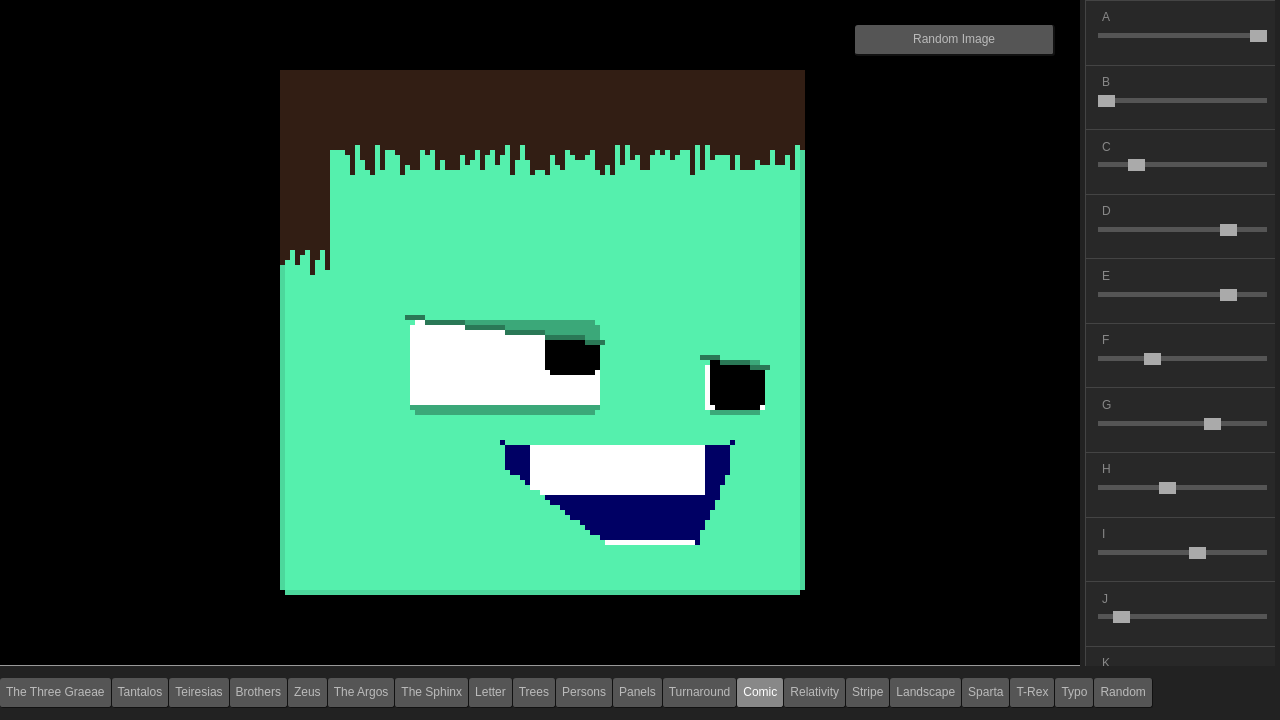 Random Image
A
B
C
D
E
F
G
H
I
J
K
The Three Graeae Tantalos Teiresias Brothers Zeus The Argos The Sphinx Letter Trees Persons Panels Turnaround Comic Relativity Stripe Landscape Sparta T-Rex Typo Random